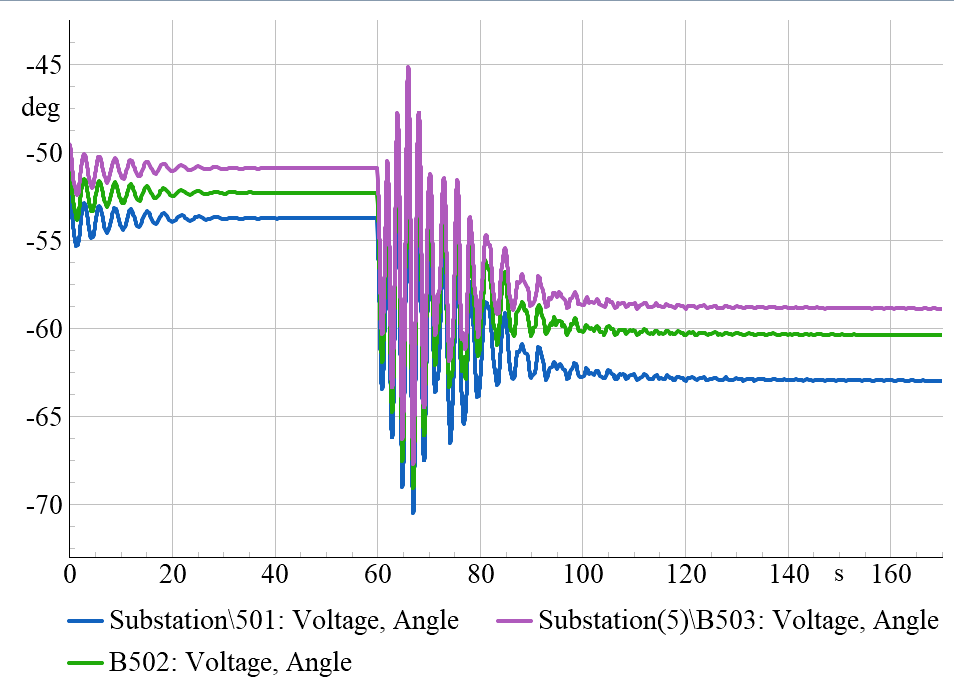 -45
deg
-50
-55
-60
-65
-70
0 20 40 60 80 100 120 140 s 160
Substation\501: Voltage, Angle Substation(5)\B503: Voltage, Angle
B502: Voltage, Angle